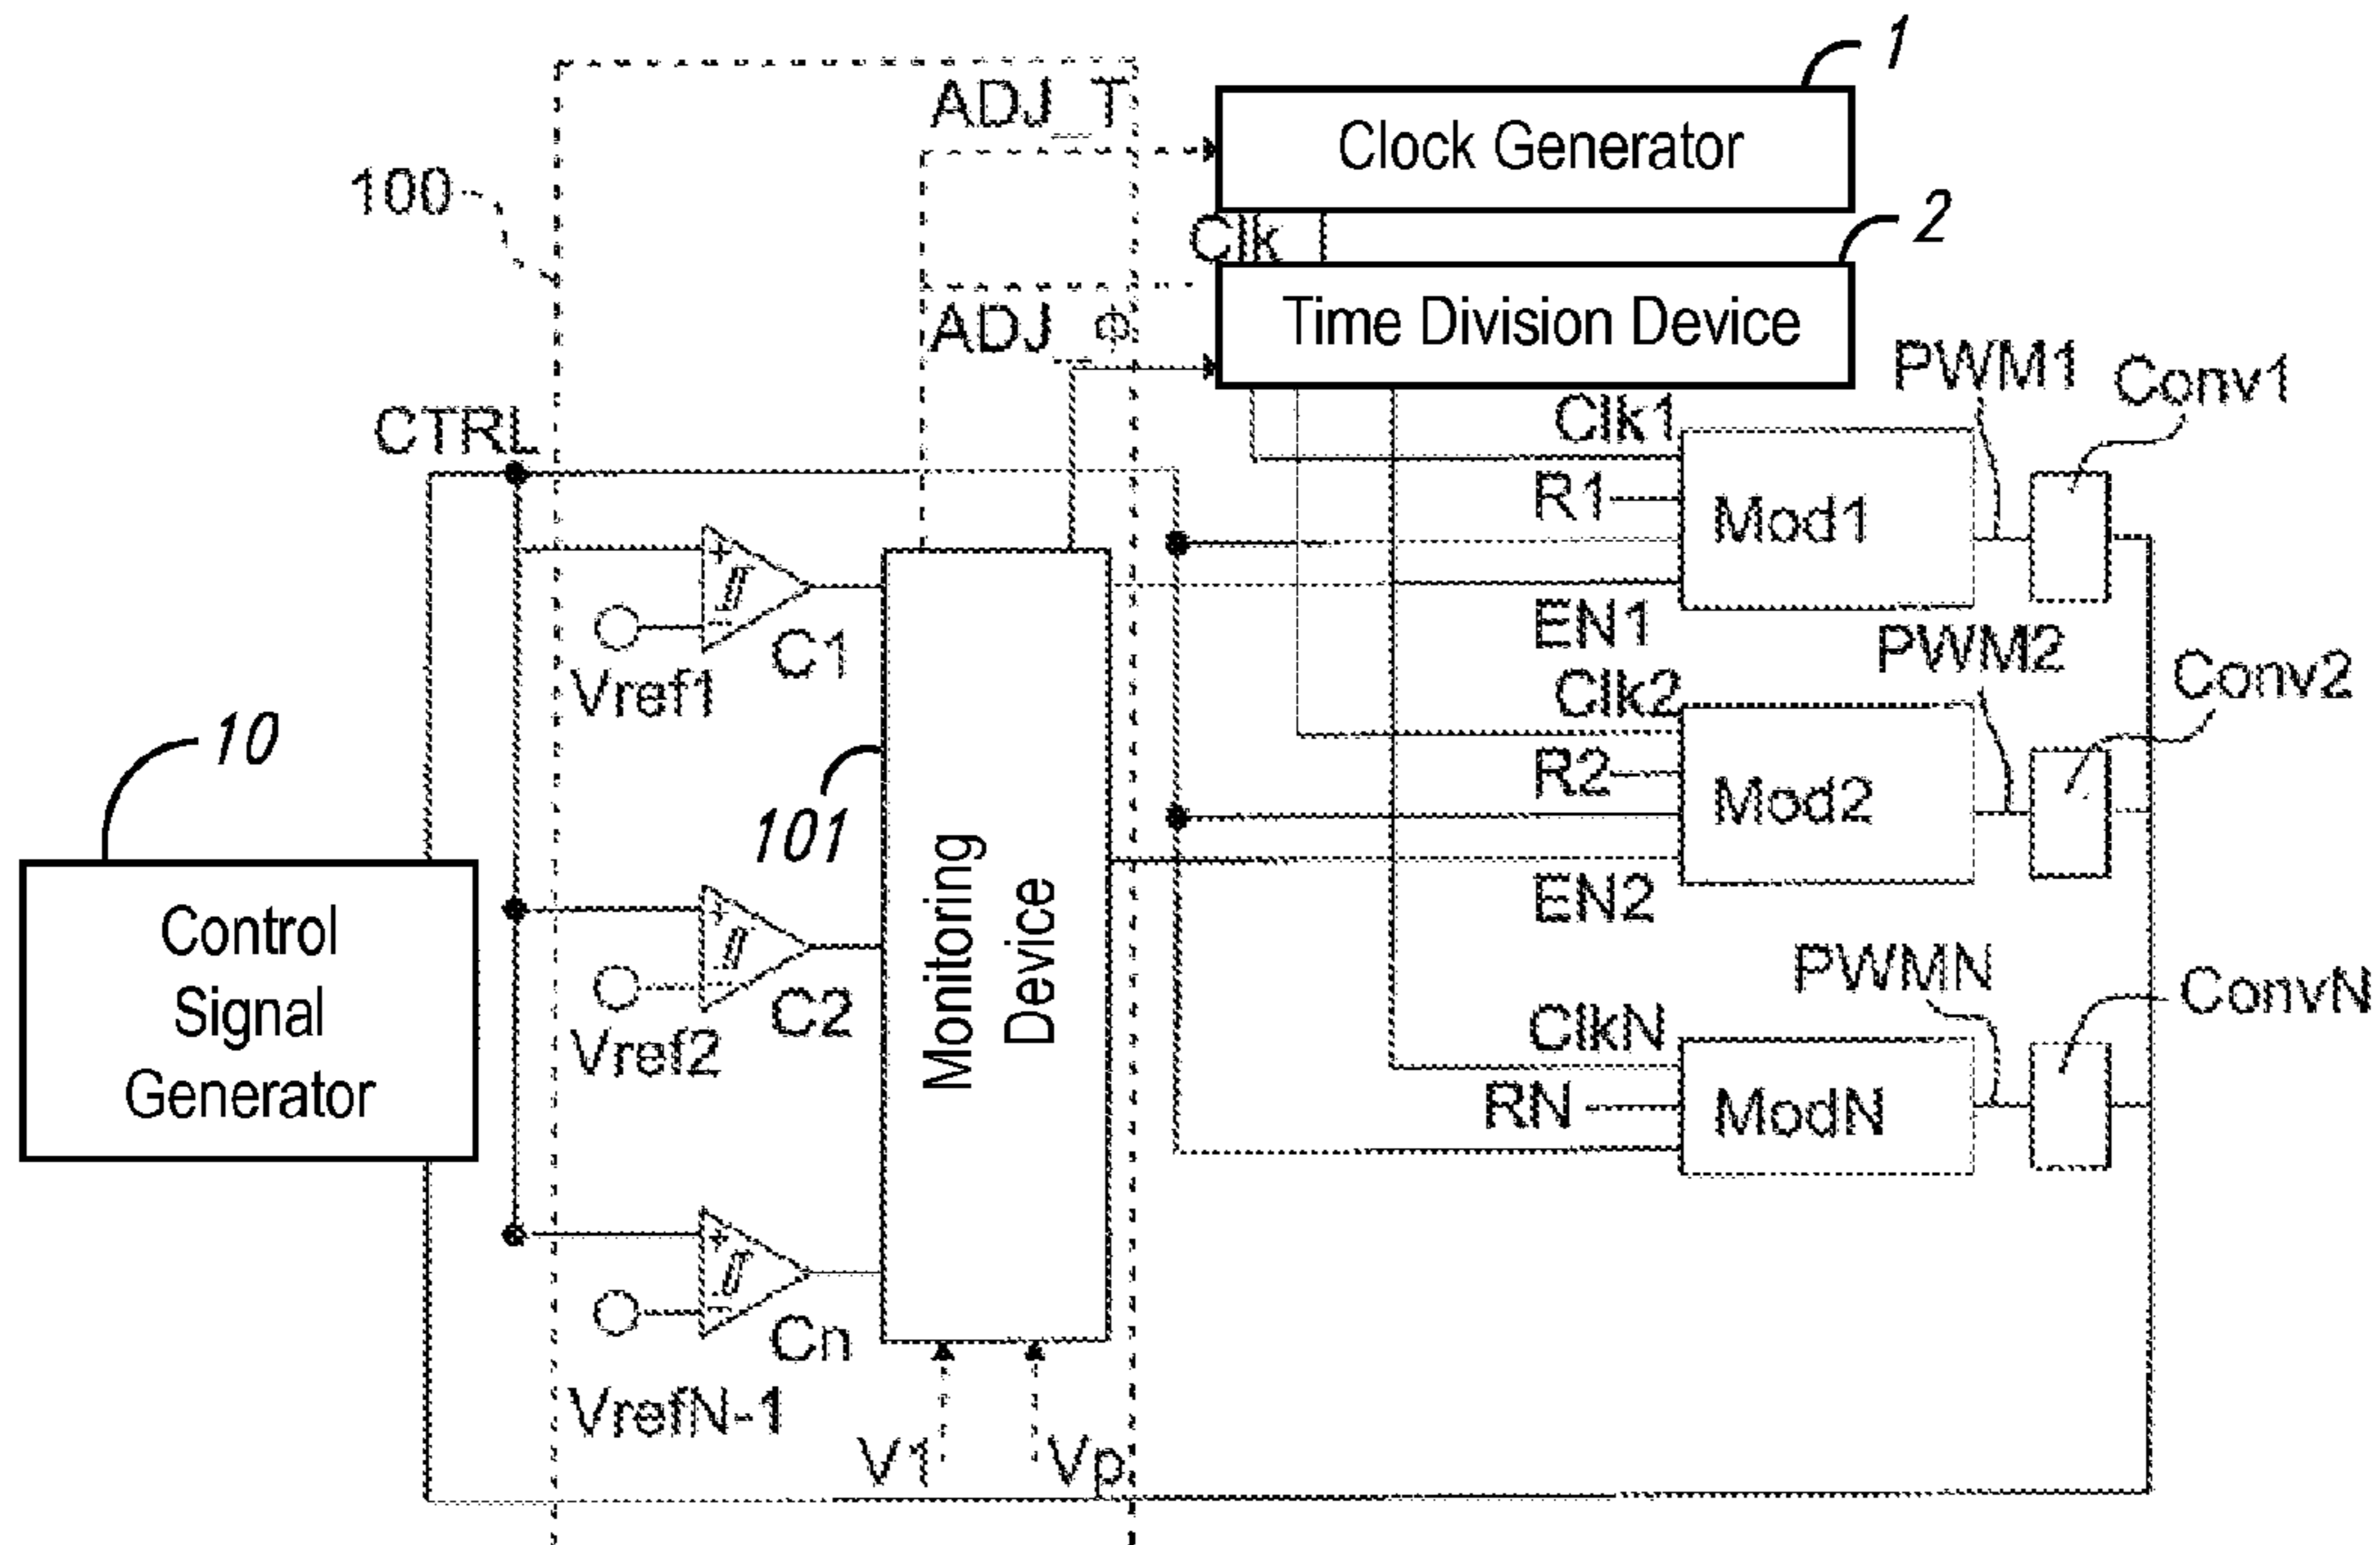 1
ADJ_T
Clock Generator
100
Clk
2
ADJ_Φ
Time Division Device
PWM1
Conv1
CTRL
Clk1
R1
Mod1
+
-
C1
EN1
Vref1
PWM2
Conv2
Clk2
10
R2
Mod2
101
Control
Signal
Generator
Monitoring
Device
EN2
+
-
C2
Vref2
PWMN
ConvN
ClkN
RN
ModN
+
-
Cn
VrefN-1
V1
Vp